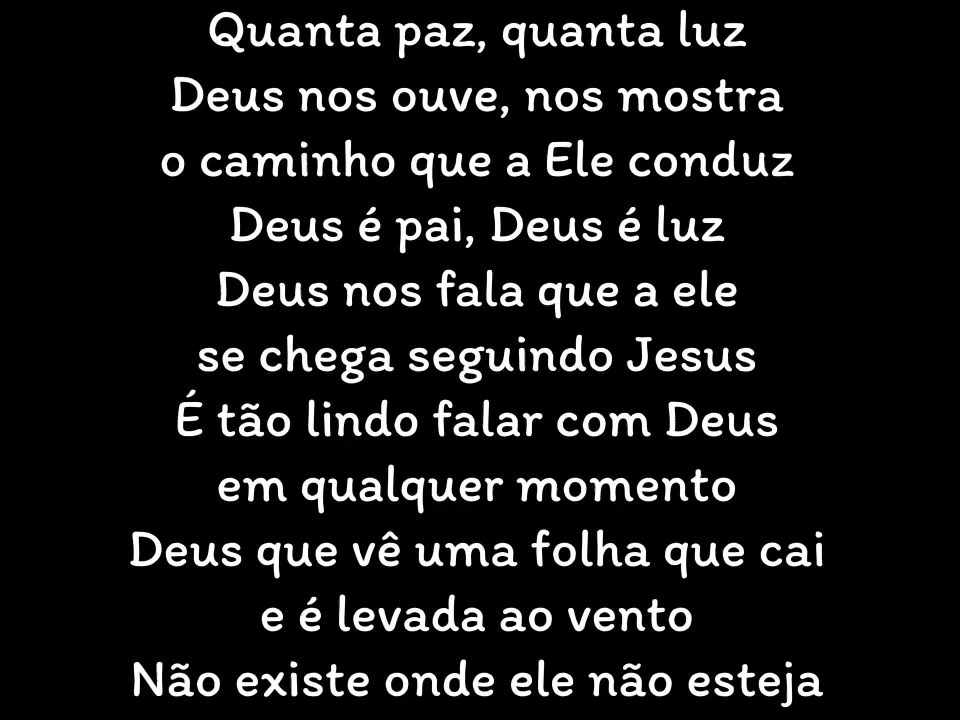 Quanta paz, quanta luz
Deus nos ouve, nos mostra
o caminho que a Ele conduz
Deus é pai, Deus é luz
Deus nos fala que a ele
se chega seguindo Jesus
É tão lindo falar com Deus
em qualquer momento
Deus que vê uma folha que cai
e é levada ao vento
Não existe onde ele não esteja